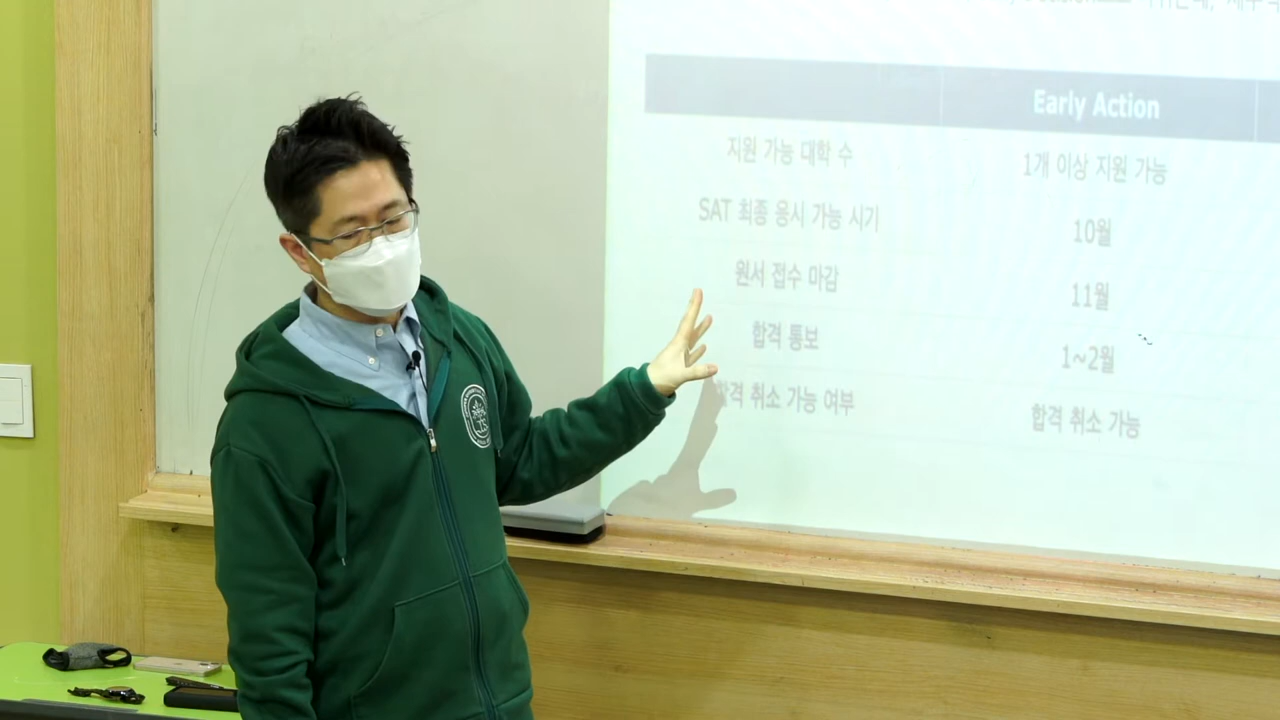 Early Action
지원 가능 대학 수 1개 이상 지원 가능
SAT 최종 응시 가능 시기 10월
원서 접수 마감 11월
합격 통보 1~2월
합격 취소 가능 여부 합격 취소 가능